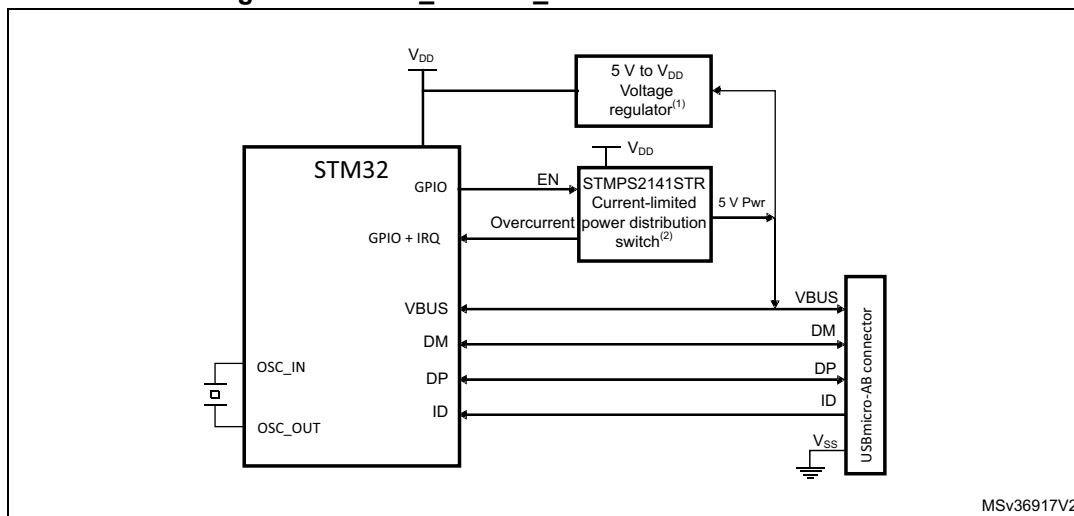 V_DD
5 V to V_DD
Voltage
regulator(1)
STM32
V_DD
GPIO
EN
STMPS2141STR
Current-limited
power distribution
switch(2)
5 V Pwr
Overcurrent
GPIO + IRQ
VBUS
VBUS
DM
DM
DP
DP
ID
ID
OSC_IN
OSC_OUT
V_SS
USBmicro-AB connector
MSv36917V2